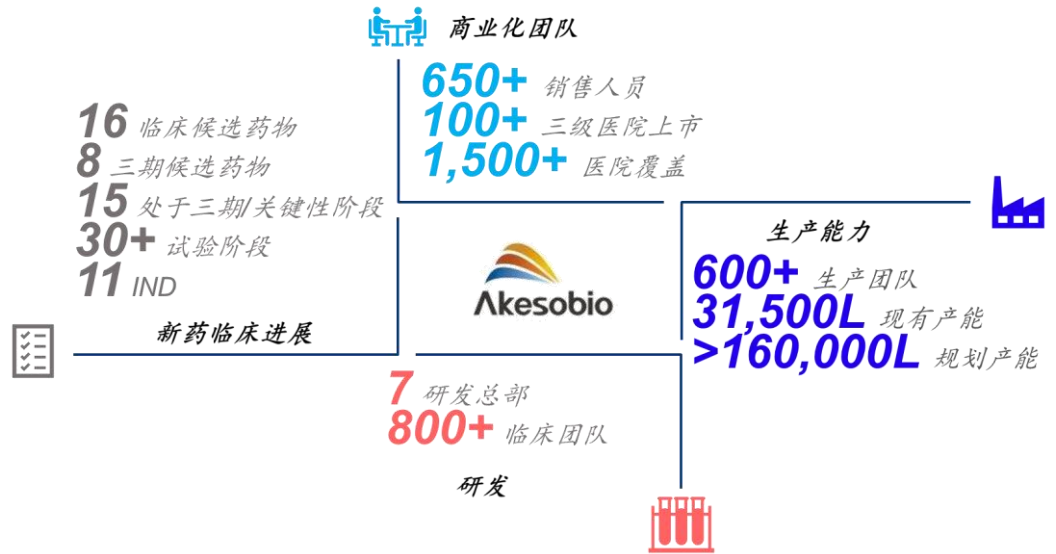 商业化团队
650+ 销售人员
100+ 三级医院上市
1,500+ 医院覆盖
16 临床候选药物
8 三期候选药物
15 处于三期/关键性阶段
30+ 试验阶段
11 IND
新药临床进展
Akesobio
生产能力
600+ 生产团队
31,500L 现有产能
>160,000L 规划产能
7 研发总部
800+ 临床团队
研发